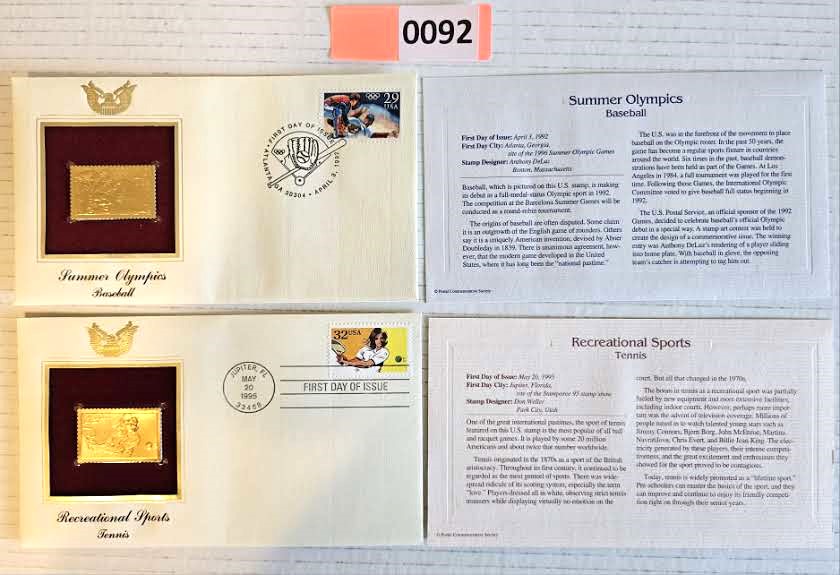 0092
29
USA
FIRST DAY OF ISSUE
ATLANTA, GA 30304 • APRIL 3, 1992
Summer Olympics
Baseball
Summer Olympics
Baseball
First Day of Issue: April 3, 1992
First Day City: Atlanta, Georgia,
site of the 1996 Summer Olympic Games
Stamp Designer: Anthony DeLuz
Boston, Massachusetts
Baseball, which is pictured on this U.S. stamp, is making
its debut as a full-medal-status Olympic sport in 1992.
The competition at the Barcelona Summer Games will be
conducted as a round-robin tournament.
The origins of baseball are often disputed. Some claim
it is an outgrowth of the English game of rounders. Others
say it is a uniquely American invention, devised by Abner
Doubleday in 1839. There is unanimous agreement, how-
ever, that the modern game developed in the United
States, where it has long been the "national pastime."
The U.S. was in the forefront of the movement to place
baseball on the Olympic roster. In the past 50 years, the
game has become a regular sports fixture in countries
around the world. Six times in the past, baseball demon-
strations have been held as part of the Games. At Los
Angeles in 1984, a full tournament was played for the first
time. Following those Games, the International Olympic
Committee voted to give baseball full status beginning in
1992.
The U.S. Postal Service, an official sponsor of the 1992
Games, decided to celebrate baseball's official Olympic
debut in a special way. A stamp art contest was held to
create the design of a commemorative issue. The winning
entry was Anthony DeLuz's rendering of a player sliding
into home plate. With baseball in glove, the opposing
team's catcher is attempting to tag him out.
© Postal Commemorative Society
32USA
JUPITER, FL
MAY
20
1995
33458
FIRST DAY OF ISSUE
Recreational Sports
Tennis
Recreational Sports
Tennis
First Day of Issue: May 20, 1995
First Day City: Jupiter, Florida,
site of the Stamporee 95 stamp show
Stamp Designer: Don Weller
Park City, Utah
One of the great international pastimes, the sport of tennis
featured on this U.S. stamp is the most popular of all ball
and racquet games. It is played by some 20 million
Americans and about twice that number worldwide.
Tennis originated in the 1870s as a sport of the British
aristocracy. Throughout its first century, it continued to be
regarded as the most genteel of sports. There was wide-
spread ridicule of its scoring system, especially the term
"love." Players dressed all in white, observing strict tennis
manners while displaying virtually no emotion on the
court. But all that changed in the 1970s.
The boom in tennis as a recreational sport was partially
fueled by new equipment and more extensive facilities,
including indoor courts. However, perhaps more impor-
tant was the advent of television coverage. Millions of
people tuned in to watch talented young stars such as
Jimmy Connors, Bjorn Borg, John McEnroe, Martina
Navratilova, Chris Evert, and Billie Jean King. The elec-
tricity generated by these players, their intense competi-
tiveness, and the great excitement and enthusiasm they
showed for the sport proved to be contagious.
Today, tennis is widely promoted as a "lifetime sport."
Pre-schoolers can master the basics of the sport, and they
can improve and continue to enjoy its friendly competi-
tion right on through their senior years.
© Postal Commemorative Society